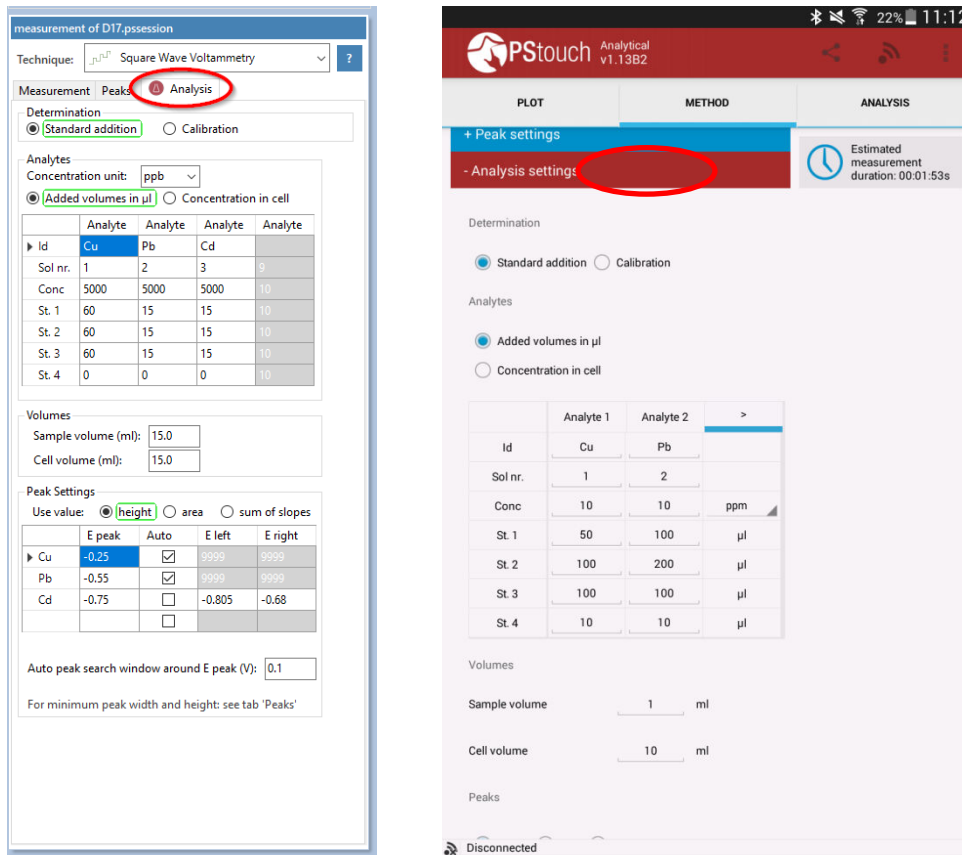 measurement of D17.pssession
Technique: Square Wave Voltammetry ?
Measurement Peaks Analysis
Determination
Standard addition Calibration
Analytes
Concentration unit: ppb
Added volumes in µl Concentration in cell
Analyte Analyte Analyte Analyte
Id Cu Pb Cd
Sol nr. 1 2 3 9
Conc 5000 5000 5000 10
St. 1 60 15 15 10
St. 2 60 15 15 10
St. 3 60 15 15 10
St. 4 0 0 0 10
Volumes
Sample volume (ml): 15.0
Cell volume (ml): 15.0
Peak Settings
Use value: height area sum of slopes
E peak Auto E left E right
Cu -0.25 9999 9999
Pb -0.55 9999 9999
Cd -0.75 -0.805 -0.68
Auto peak search window around E peak (V): 0.1
For minimum peak width and height: see tab 'Peaks'
22% 11:12
PStouch Analytical
v1.13B2
PLOT METHOD ANALYSIS
+ Peak settings
- Analysis settings
Estimated
measurement
duration: 00:01:53s
Determination
Standard addition Calibration
Analytes
Added volumes in µl
Concentration in cell
Analyte 1 Analyte 2 >
Id Cu Pb
Sol nr. 1 2
Conc 10 10 ppm
St. 1 50 100 µl
St. 2 100 200 µl
St. 3 100 100 µl
St. 4 10 10 µl
Volumes
Sample volume 1 ml
Cell volume 10 ml
Peaks
Disconnected